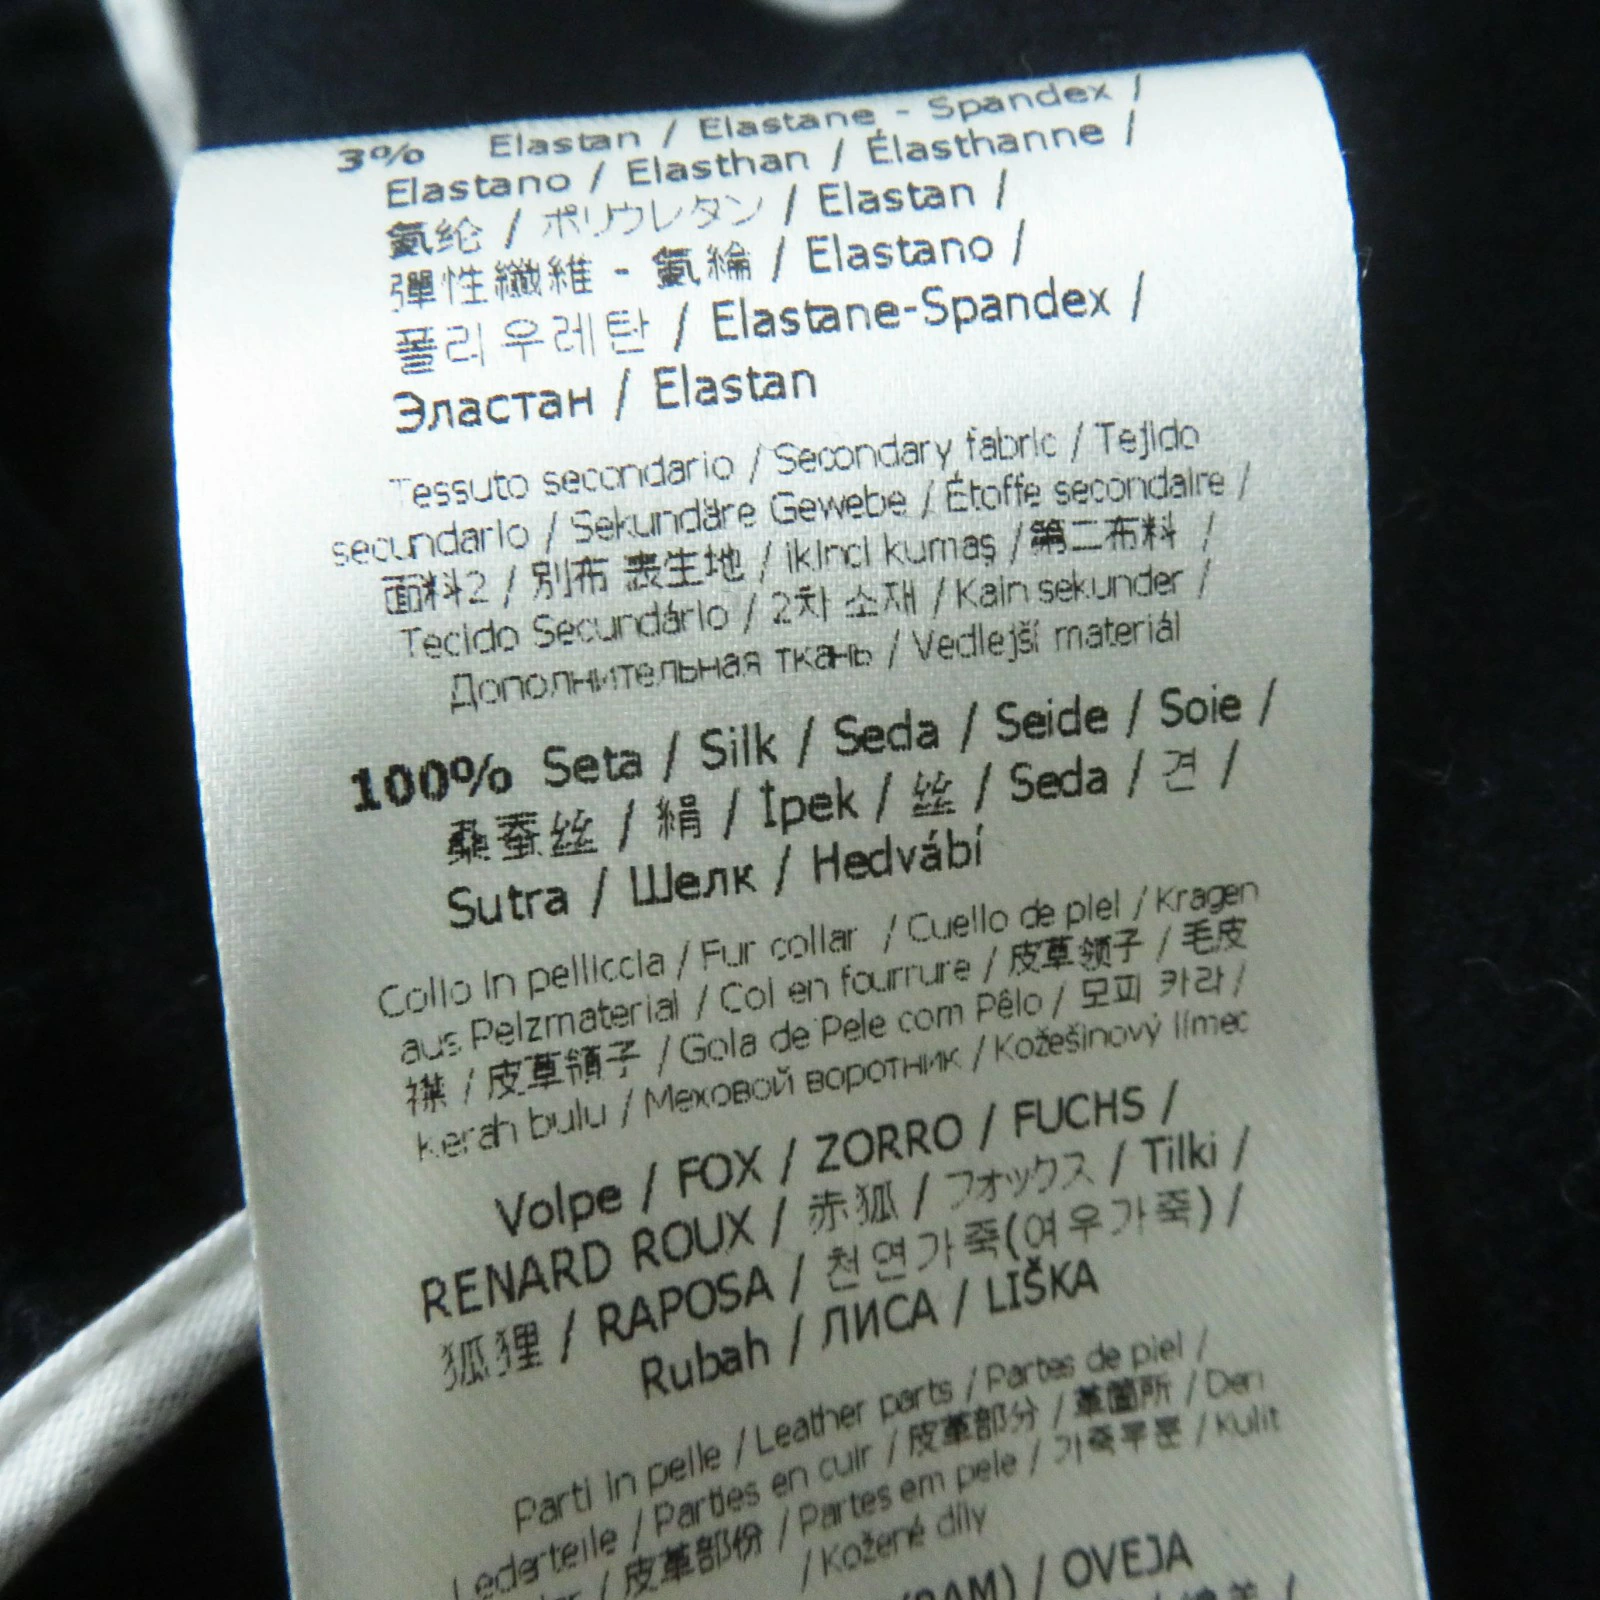 3% Elastan / Elastane - Spandex /
Elastano / Elasthan / Élasthanne /
氨纶 / ポリウレタン / Elastan /
彈性纖維 - 氨綸 / Elastano /
폴리우레탄 / Elastane-Spandex /
Эластан / Elastan
Tessuto secondario / Secondary fabric / Tejido
secundario / Sekundäre Gewebe / Étoffe secondaire /
面料2 / 別布 表生地 / ikinci kumaş / 第二布料 /
Tecido Secundário / 2차 소재 / Kain sekunder /
Дополнительная ткань / Vedlejší materiál
100% Seta / Silk / Seda / Seide / Soie /
桑蚕丝 / 絹 / İpek / 丝 / Seda / 견 /
Sutra / Шелк / Hedvábí
Collo in pelliccia / Fur collar / Cuello de piel / Kragen
aus Pelzmaterial / Col en fourrure / 皮草领子 / 毛皮
襟 / 皮草領子 / Gola de Pele com Pêlo / 모피 카라 /
Kerah bulu / Меховой воротник / Kožešinový límec
Volpe / FOX / ZORRO / FUCHS /
RENARD ROUX / 赤狐 / フォックス / Tilki /
狐狸 / RAPOSA / 천연가죽(여우가죽) /
Rubah / ЛИСА / LIŠKA
Parti in pelle / Leather parts / Partes de piel /
Lederteile / Parties en cuir / 皮革部分 / 革箇所 / Deri
/ 皮革部份 / Partes em pele / 가죽부분 / Kulit
/ Kožené díly
/ OVEJA